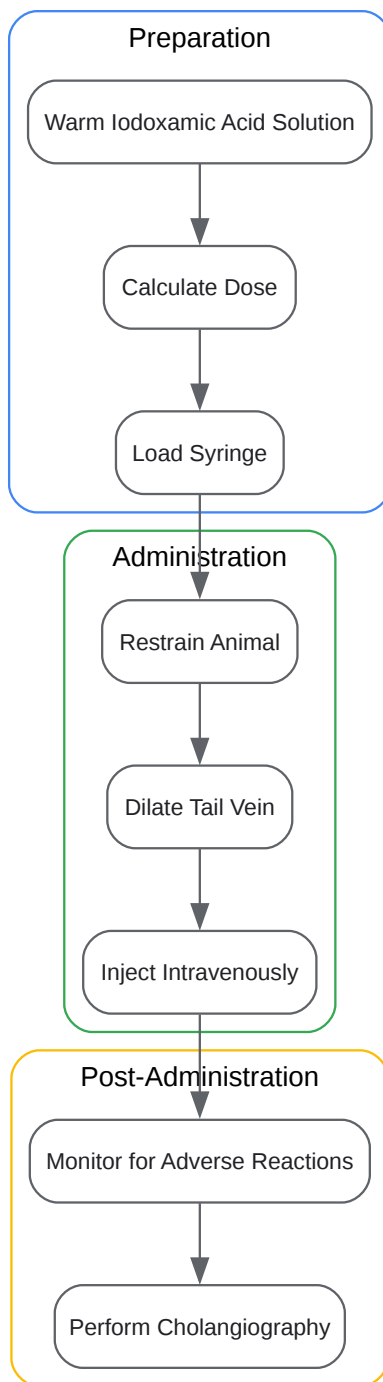 Preparation
Warm Iodoxamic Acid Solution
Calculate Dose
Load Syringe
Administration
Restrain Animal
Dilate Tail Vein
Inject Intravenously
Post-Administration
Monitor for Adverse Reactions
Perform Cholangiography